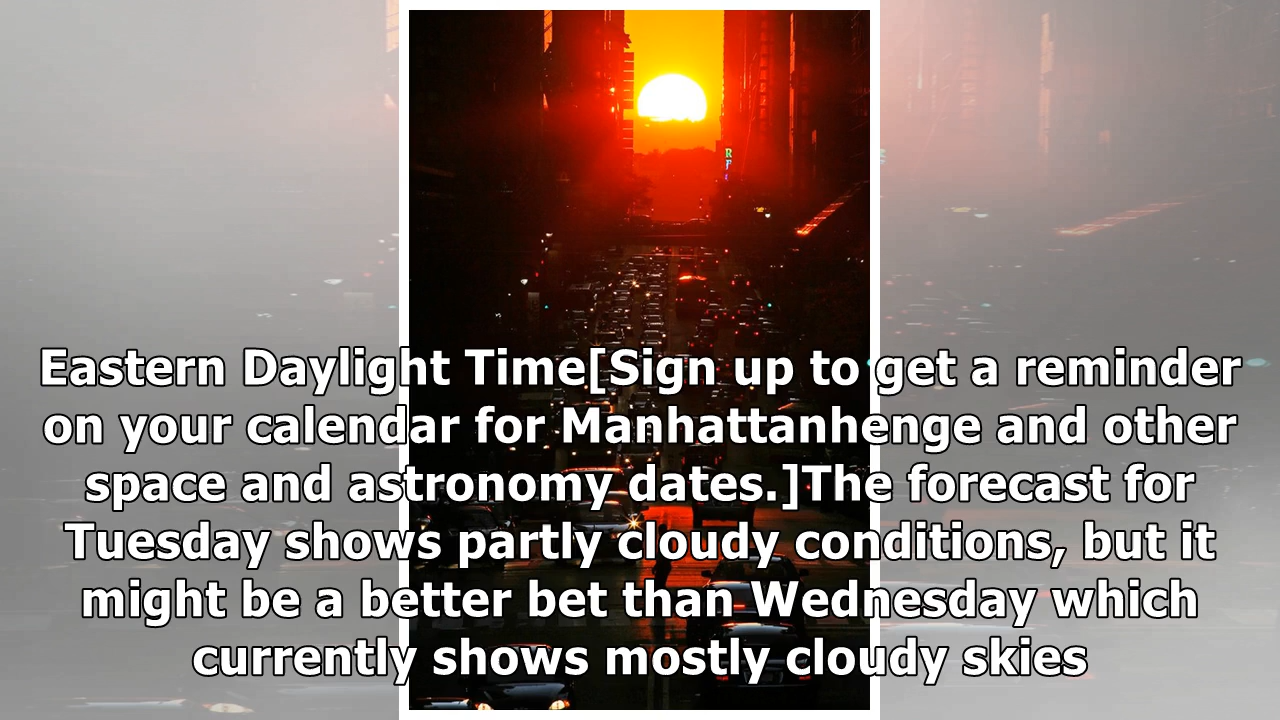 R
F
Eastern Daylight Time[Sign up to get a reminder
on your calendar for Manhattanhenge and other
space and astronomy dates.]The forecast for
Tuesday shows partly cloudy conditions, but it
might be a better bet than Wednesday which
currently shows mostly cloudy skies